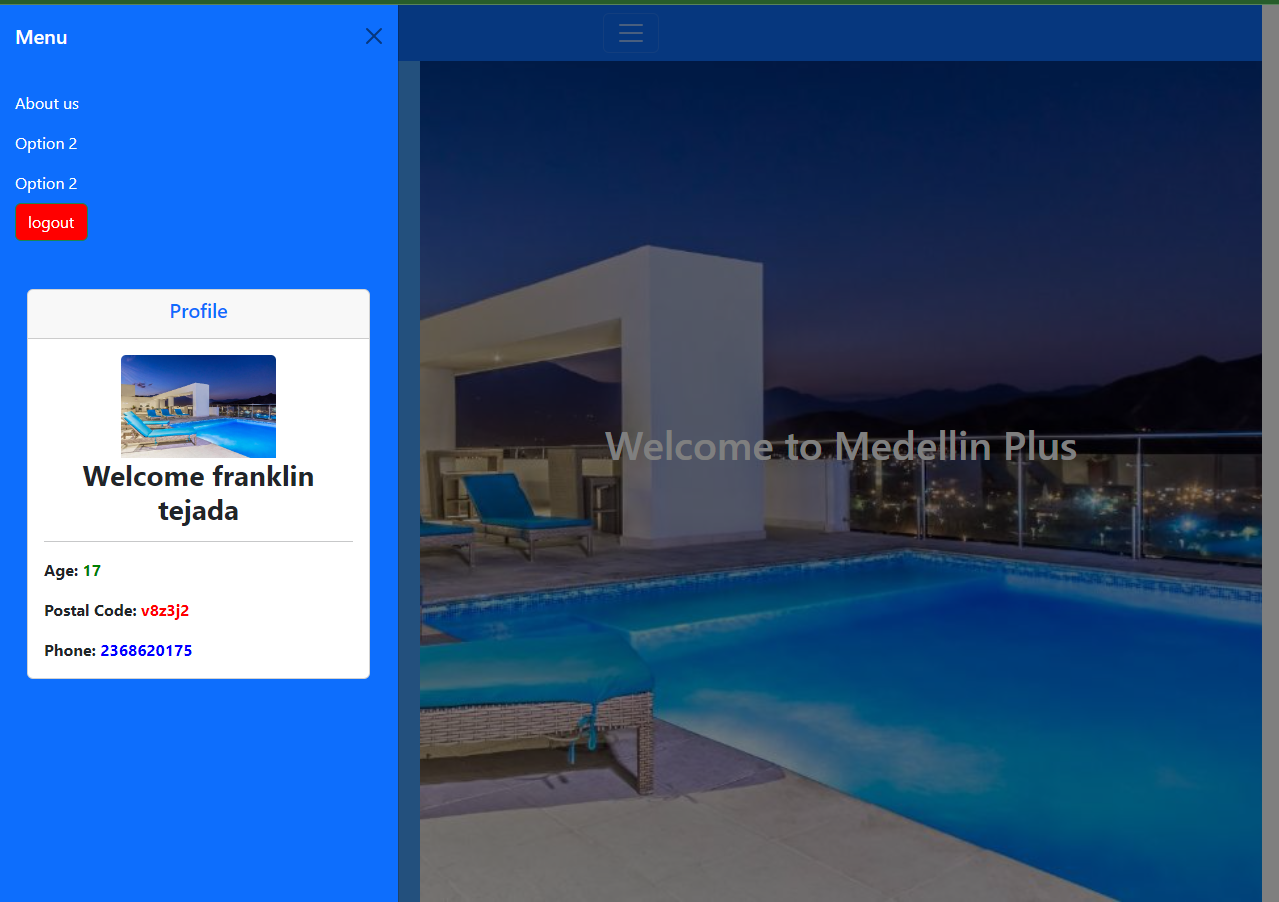 Menu
About us
Option 2
Option 2
logout
Profile
Welcome franklin
tejada
Age: 17
Postal Code: v8z3j2
Phone: 2368620175
Welcome to Medellin Plus